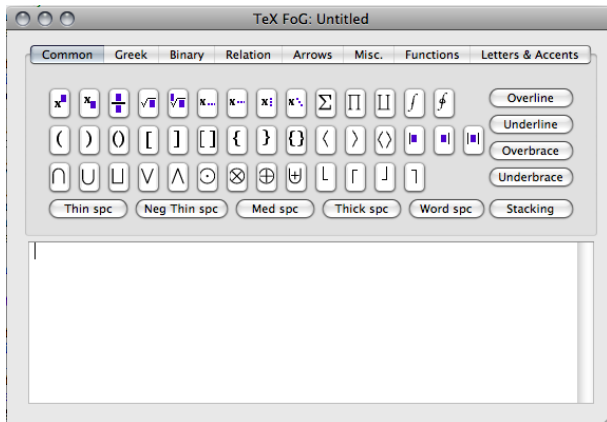 TeX FoG: Untitled
Common Greek Binary Relation Arrows Misc. Functions Letters & Accents
x x √ ∜ x... x··· x⋮ x⋱ ∑ ∏ ∐ ∫ ∮ Overline
Underline
( ) () [ ] [] { } {} ⟨ ⟩ ⟨⟩ | | || Overbrace
⋂ ⋃ ⊔ ∨ ∧ ⊙ ⊗ ⊕ ⊎ ⌊ ⌈ ⌋ ⌉ Underbrace
Thin spc Neg Thin spc Med spc Thick spc Word spc Stacking